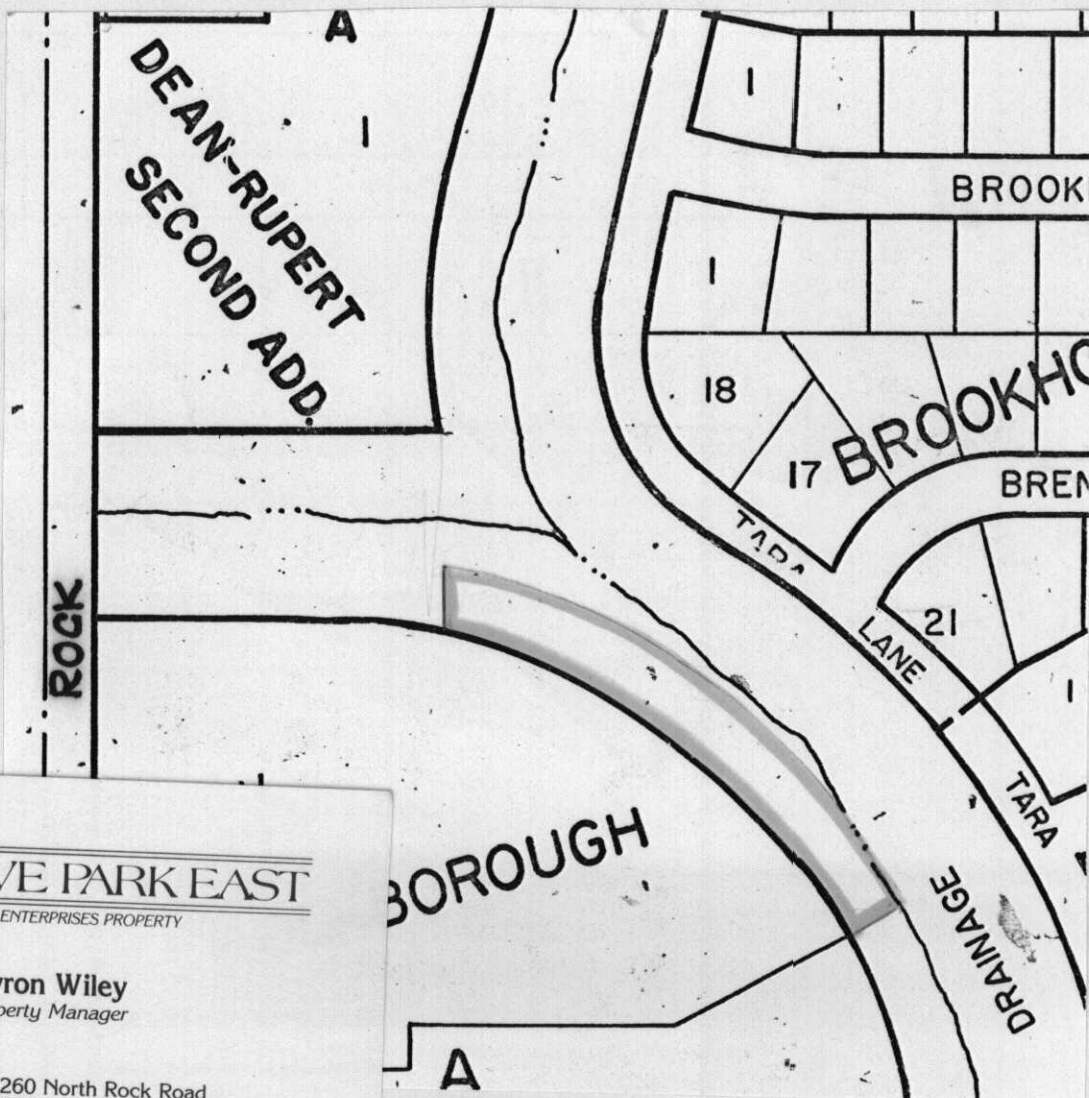 A
DEAN-RUPERT
SECOND ADD.
1
1
BROOK
1
18
17
BROOKHO
BREN
TARA
21
LANE
1
ROCK
TARA
DRAINAGE
BOROUGH
A
VE PARK EAST
ENTERPRISES PROPERTY
ron Wiley
perty Manager
260 North Rock Road